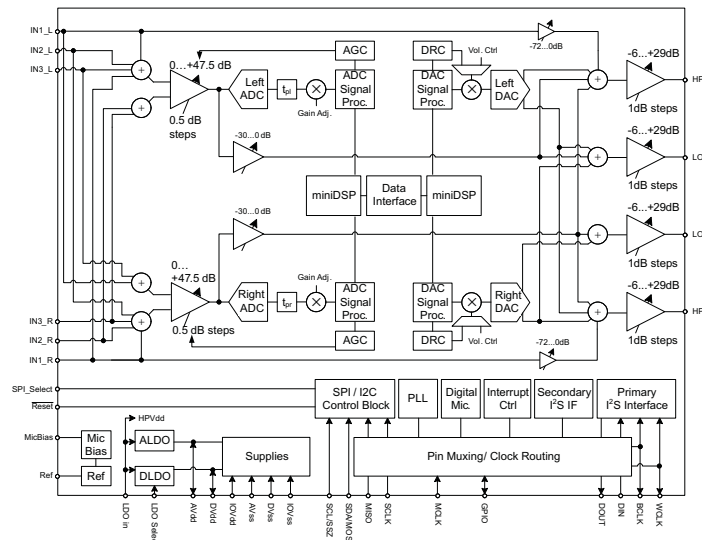 IN1_L
IN2_L
IN3_L
0…+47.5 dB
0.5 dB
steps
Left
ADC
tpl
Gain Adj.
AGC
ADC
Signal
Proc.
DRC
Vol. Ctrl
DAC
Signal
Proc.
Left
DAC
-72...0dB
-6...+29dB
1dB steps
HP
-30...0 dB
-6...+29dB
1dB steps
LO
miniDSP
Data
Interface
miniDSP
-30...0 dB
-6...+29dB
1dB steps
LO
0…
+47.5 dB
0.5 dB steps
Right
ADC
tpr
Gain Adj.
ADC
Signal
Proc.
AGC
DAC
Signal
Proc.
DRC
Vol. Ctrl
Right
DAC
-72...0dB
-6...+29dB
1dB steps
HP
IN3_R
IN2_R
IN1_R
SPI_Select
Reset
SPI / I2C
Control Block
PLL
Digital
Mic.
Interrupt
Ctrl
Secondary
I2S IF
Primary
I2S Interface
HPVdd
MicBias
Mic
Bias
Ref
Ref
ALDO
DLDO
Supplies
Pin Muxing/ Clock Routing
LDO in
LDO Select
AVdd
DVdd
IOVdd
AVss
DVss
IOVss
SCL/SSZ
SDA/MOS
MISO
SCLK
MCLK
GPIO
DOUT
DIN
BCLK
WCLK